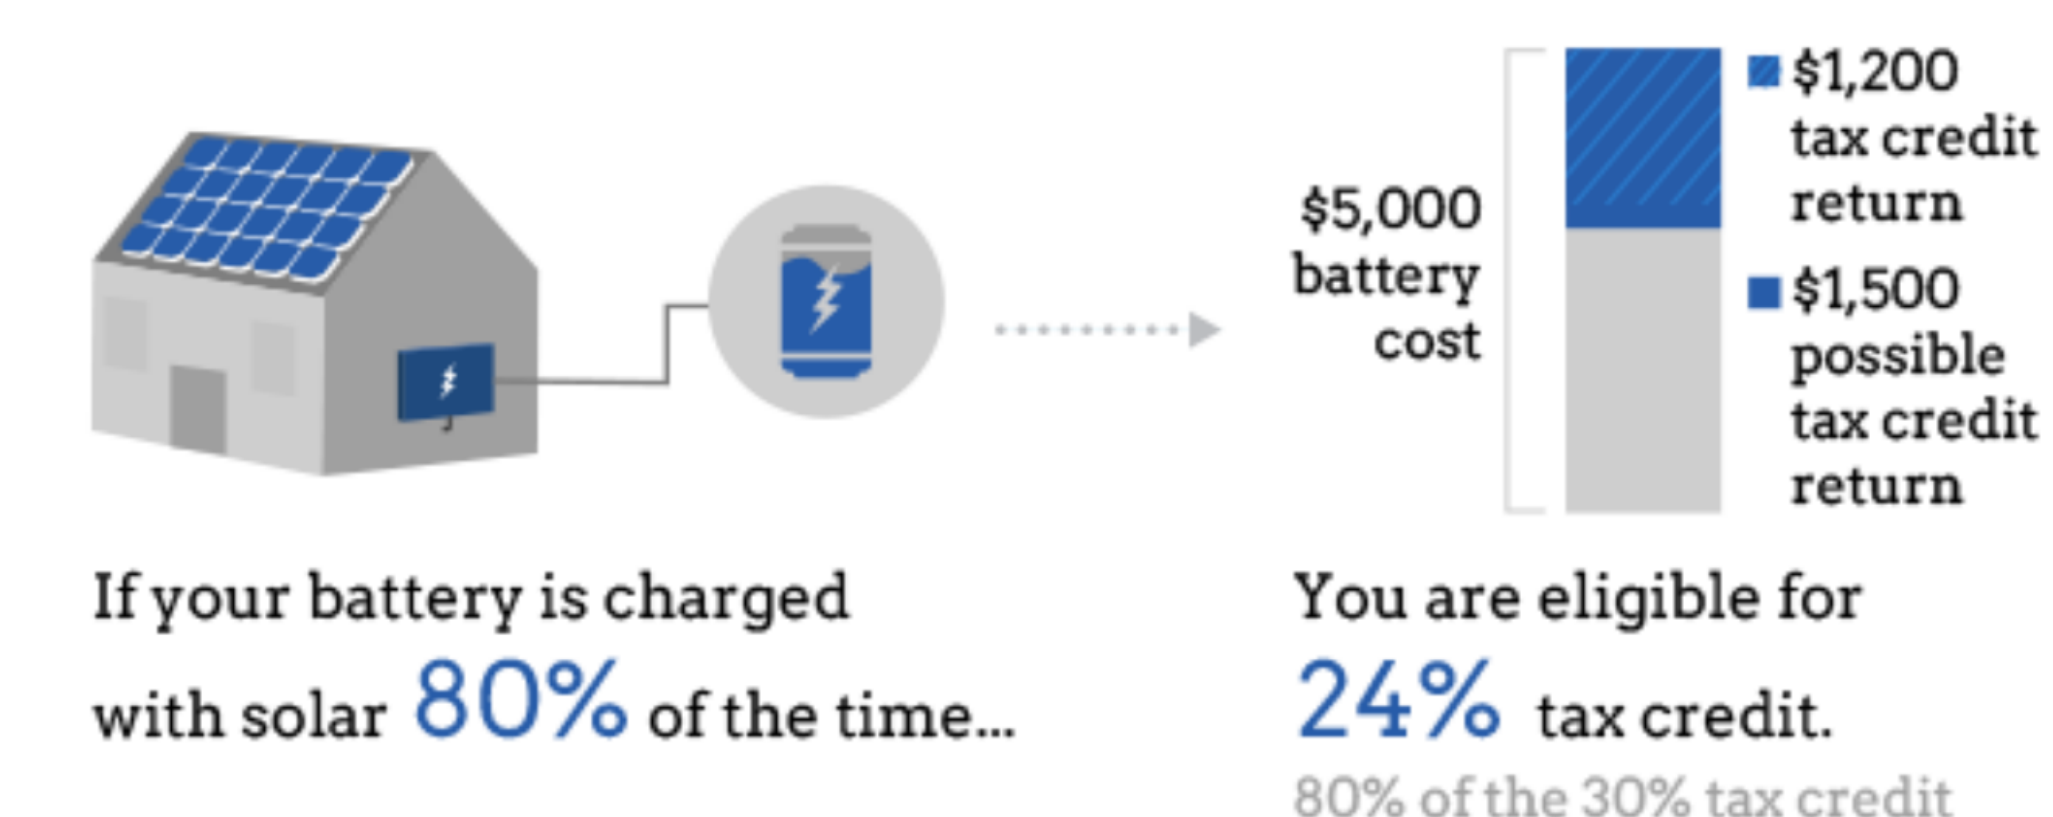 $5,000
battery
cost
$1,200
tax credit
return
$1,500
possible
tax credit
return
If your battery is charged
with solar 80% of the time...
You are eligible for
24% tax credit.
80% of the 30% tax credit